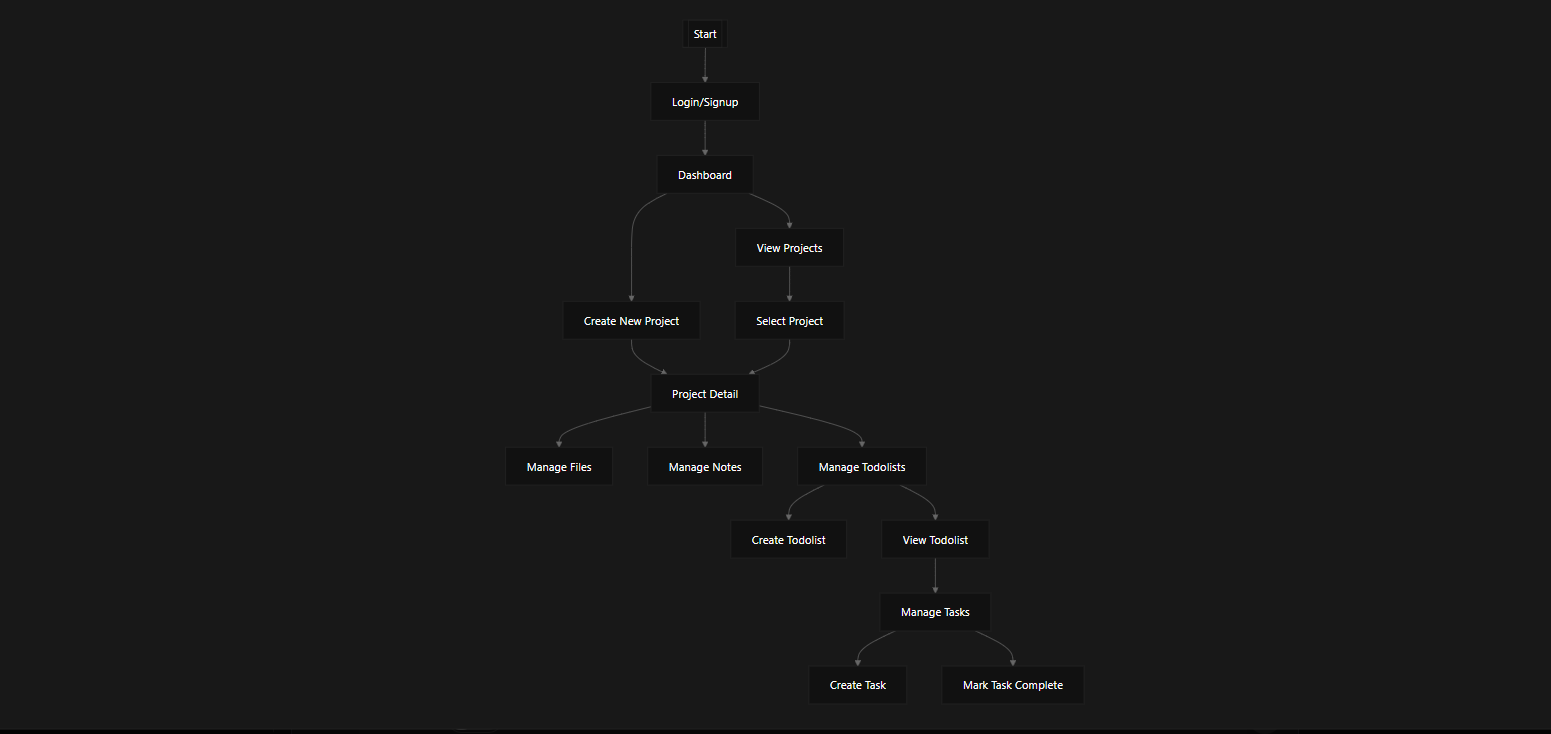 Start
Login/Signup
Dashboard
View Projects
Create New Project
Select Project
Project Detail
Manage Files
Manage Notes
Manage Todolists
Create Todolist
View Todolist
Manage Tasks
Create Task
Mark Task Complete